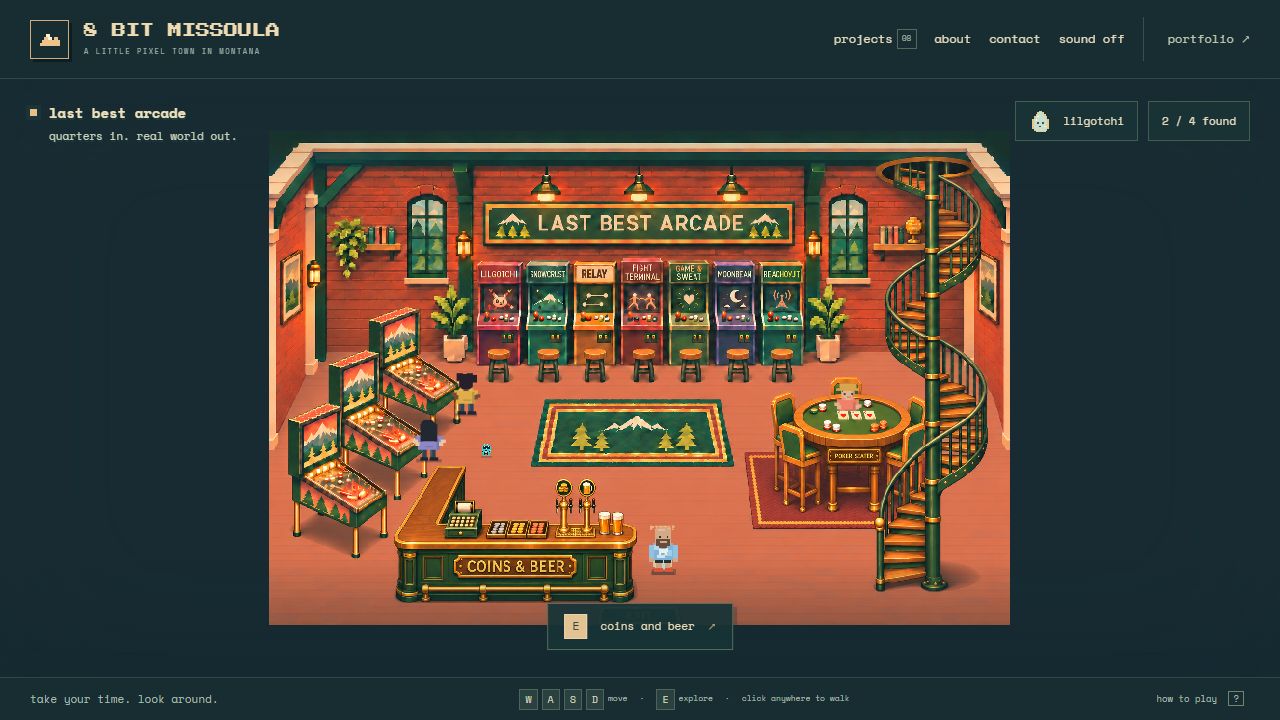 8 BIT MISSOULA
A LITTLE PIXEL TOWN IN MONTANA
projects 08 about contact sound off portfolio ↗
last best arcade
quarters in. real world out.
lilgotchi
2 / 4 found
LAST BEST ARCADE
LILGOTCHI
SNOWCREST
RELAY
FIGHT
TERMINAL
GAME &
SWEAT
MOONBEAM
REACHOUT
POKER SEATER
COINS & BEER
E coins and beer ↗
take your time. look around.
W A S D move · E explore · click anywhere to walk
how to play ?